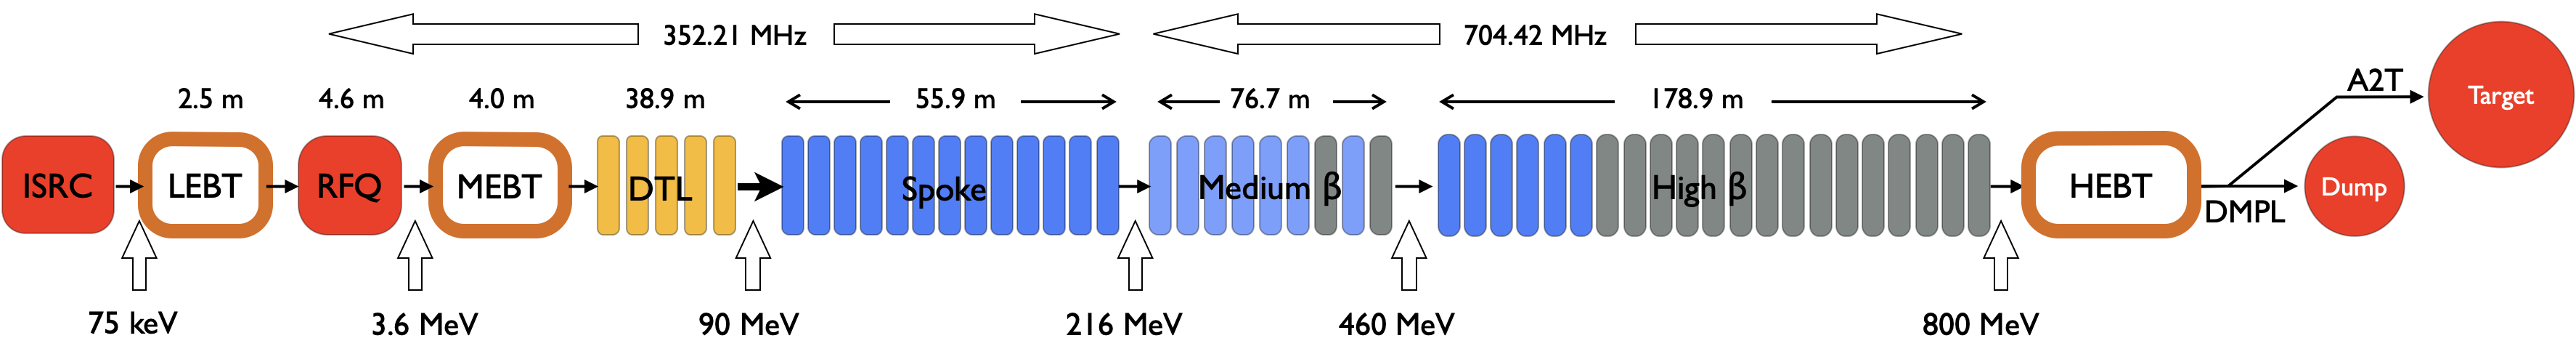 352.21 MHz
704.42 MHz
2.5 m
4.6 m
4.0 m
38.9 m
55.9 m
76.7 m
178.9 m
A2T
Target
ISRC
LEBT
RFQ
MEBT
DTL
Spoke
Medium β
High β
HEBT
DMPL
Dump
75 keV
3.6 MeV
90 MeV
216 MeV
460 MeV
800 MeV